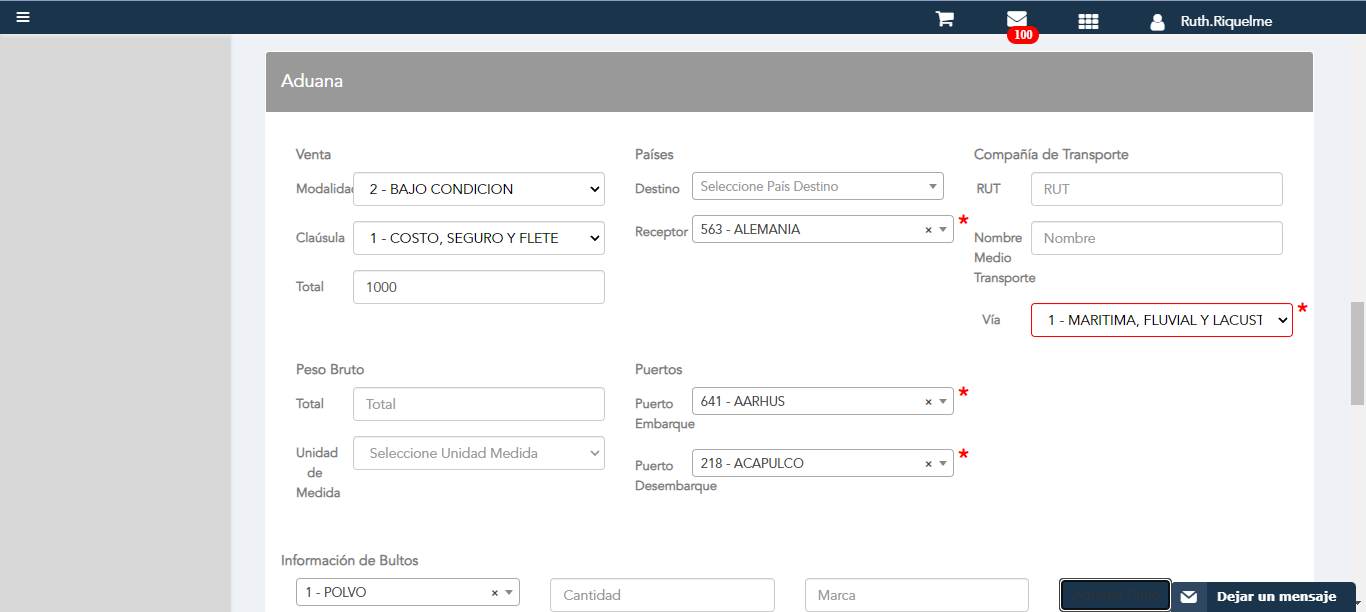 Ruth.Riquelme
100
Aduana
Venta
Modalidad
2 - BAJO CONDICION
Claúsula
1 - COSTO, SEGURO Y FLETE
Total
1000
Países
Destino
Seleccione País Destino
Receptor
563 - ALEMANIA
× *
Compañía de Transporte
RUT
RUT
Nombre
Medio
Transporte
Nombre
Vía
1 - MARITIMA, FLUVIAL Y LACUST
*
Peso Bruto
Total
Total
Unidad
de
Medida
Seleccione Unidad Medida
Puertos
Puerto
Embarque
641 - AARHUS
× *
Puerto
Desembarque
218 - ACAPULCO
× *
Información de Bultos
1 - POLVO
×
Cantidad
Marca
Dejar un mensaje